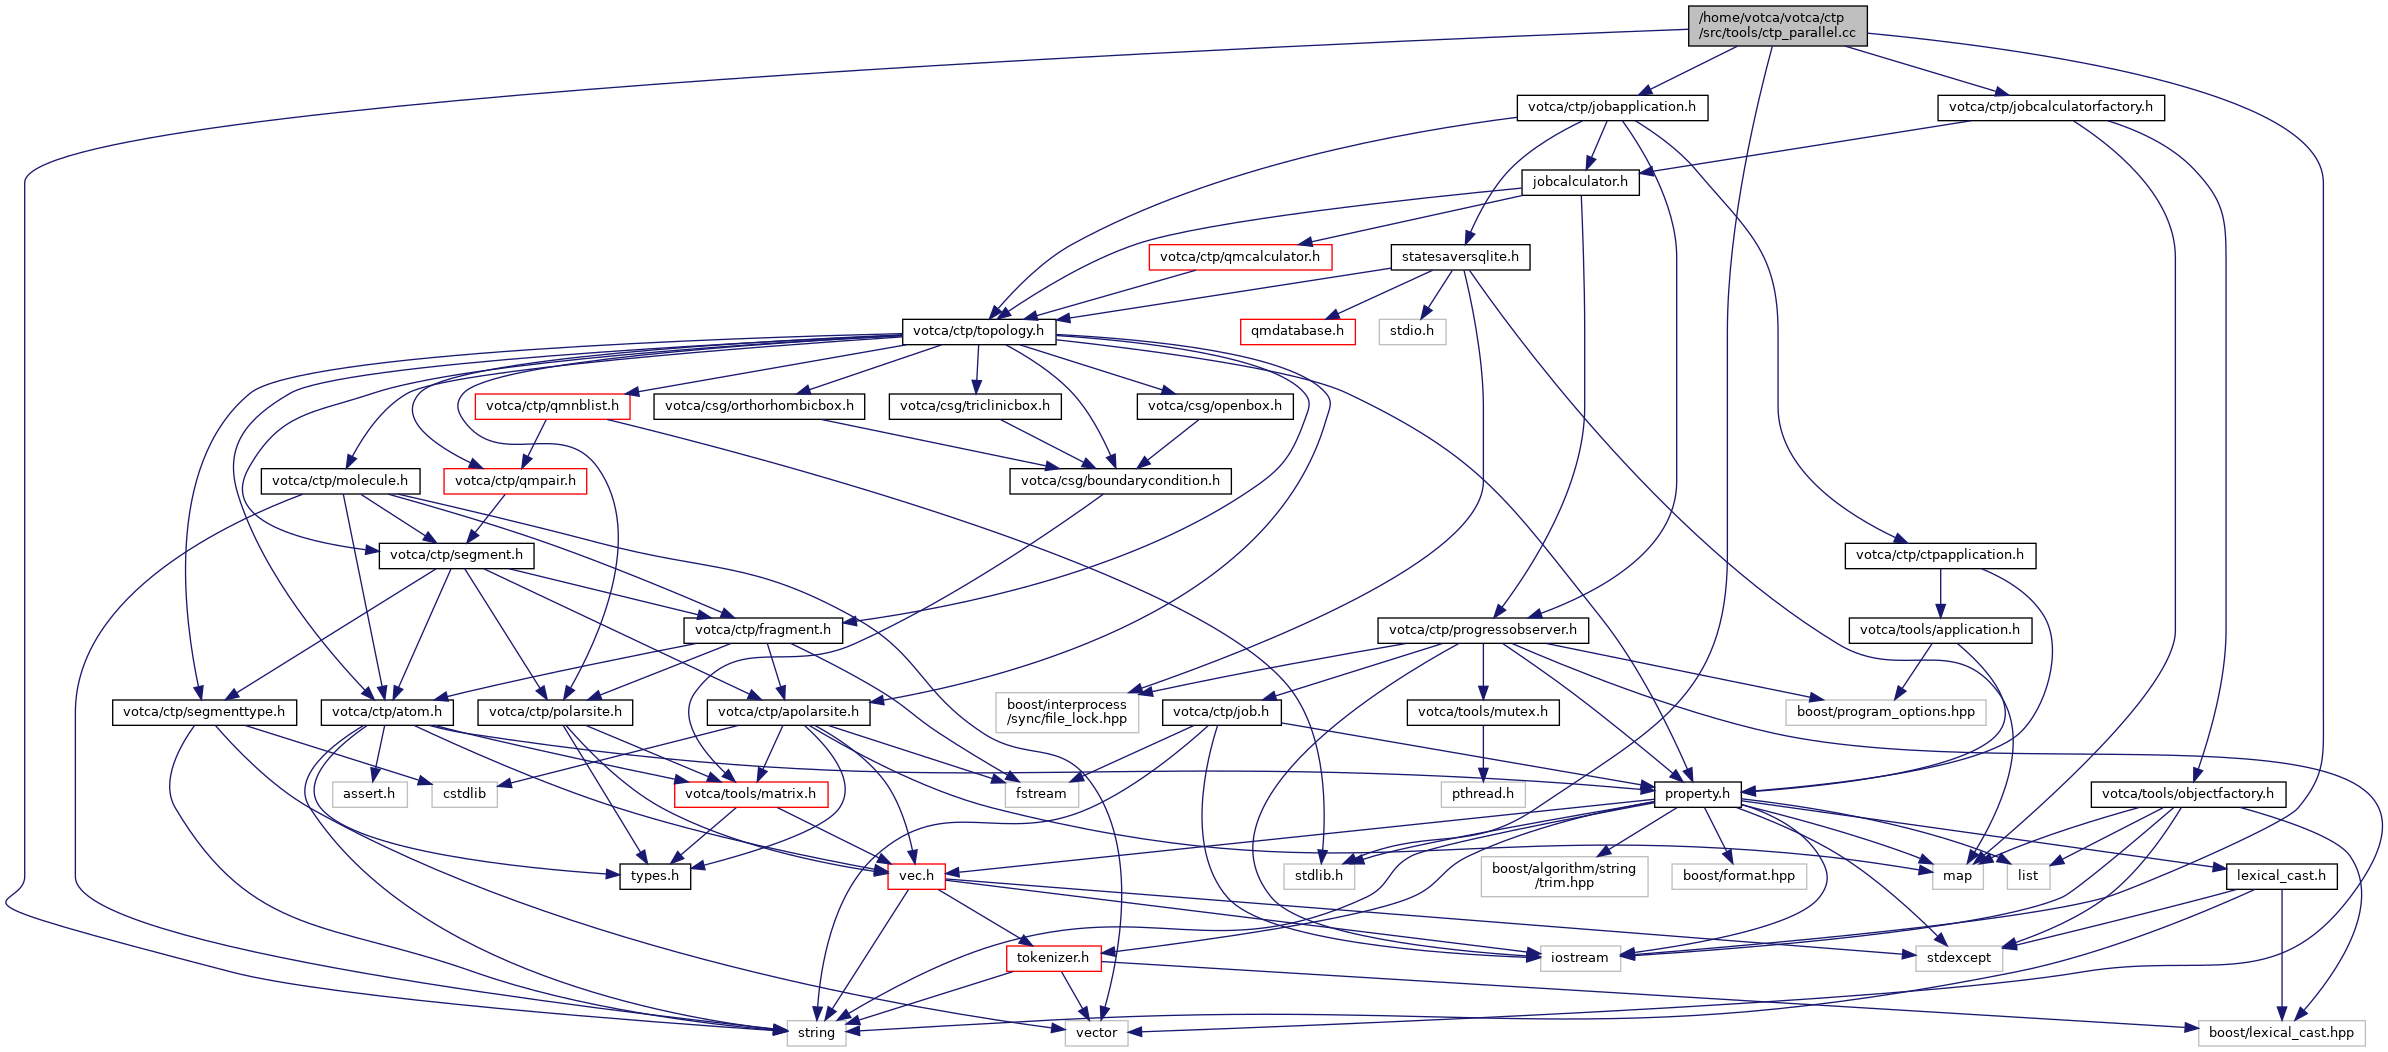 /home/votca/votca/ctp
/src/tools/ctp_parallel.cc
votca/ctp/jobapplication.h
votca/ctp/jobcalculatorfactory.h
jobcalculator.h
votca/ctp/qmcalculator.h
statesaversqlite.h
votca/ctp/topology.h
qmdatabase.h
stdio.h
votca/ctp/qmnblist.h
votca/csg/orthorhombicbox.h
votca/csg/triclinicbox.h
votca/csg/openbox.h
votca/ctp/molecule.h
votca/ctp/qmpair.h
votca/csg/boundarycondition.h
votca/ctp/segment.h
votca/ctp/ctpapplication.h
votca/ctp/fragment.h
votca/ctp/progressobserver.h
votca/tools/application.h
votca/ctp/segmenttype.h
votca/ctp/atom.h
votca/ctp/polarsite.h
votca/ctp/apolarsite.h
boost/interprocess
/sync/file_lock.hpp
votca/ctp/job.h
votca/tools/mutex.h
boost/program_options.hpp
assert.h
cstdlib
votca/tools/matrix.h
fstream
pthread.h
property.h
votca/tools/objectfactory.h
types.h
vec.h
stdlib.h
boost/algorithm/string
/trim.hpp
boost/format.hpp
map
list
lexical_cast.h
tokenizer.h
iostream
stdexcept
string
vector
boost/lexical_cast.hpp